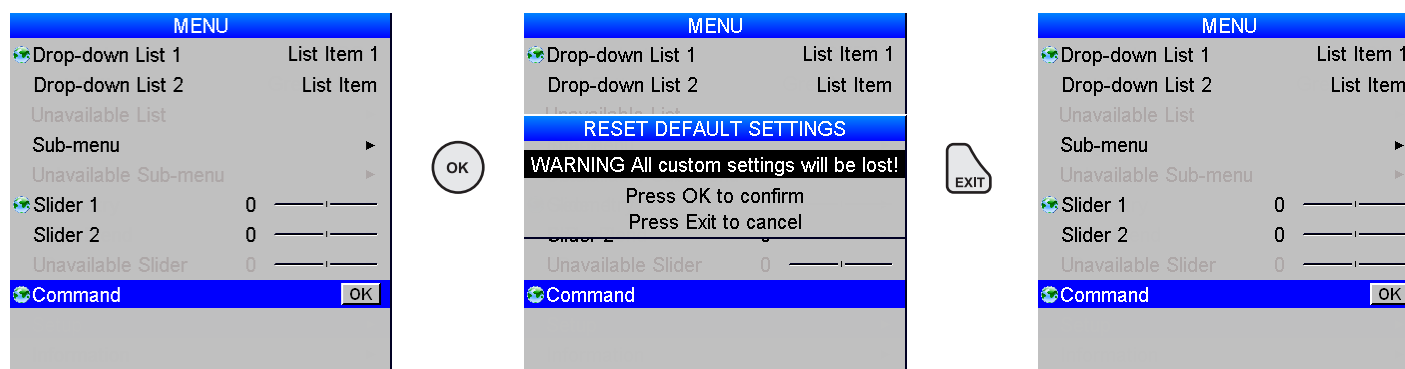 MENU
Drop-down List 1 List Item 1
Drop-down List 2 List Item
Unavailable List
Sub-menu
Unavailable Sub-menu
Slider 1 0
Slider 2 0
Unavailable Slider 0
Command OK
OK
MENU
Drop-down List 1 List Item 1
Drop-down List 2 List Item
Unavailable List
RESET DEFAULT SETTINGS
WARNING All custom settings will be lost!
Press OK to confirm
Press Exit to cancel
Slider 2 0
Unavailable Slider 0
Command
EXIT
MENU
Drop-down List 1 List Item 1
Drop-down List 2 List Item
Unavailable List
Sub-menu
Unavailable Sub-menu
Slider 1 0
Slider 2 0
Unavailable Slider 0
Command OK